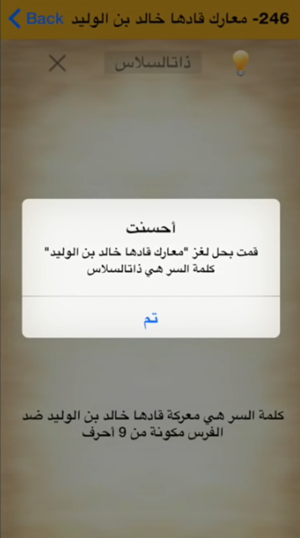 Back 246- معارك قادها خالد بن الوليد
ذاتالسلاس
أحسنت
قمت بحل لغز "معارك قادها خالد بن الوليد"
كلمة السر هي ذاتالسلاس
تم
كلمة السر هي معركة قادها خالد بن الوليد ضد
الفرس مكونة من 9 أحرف